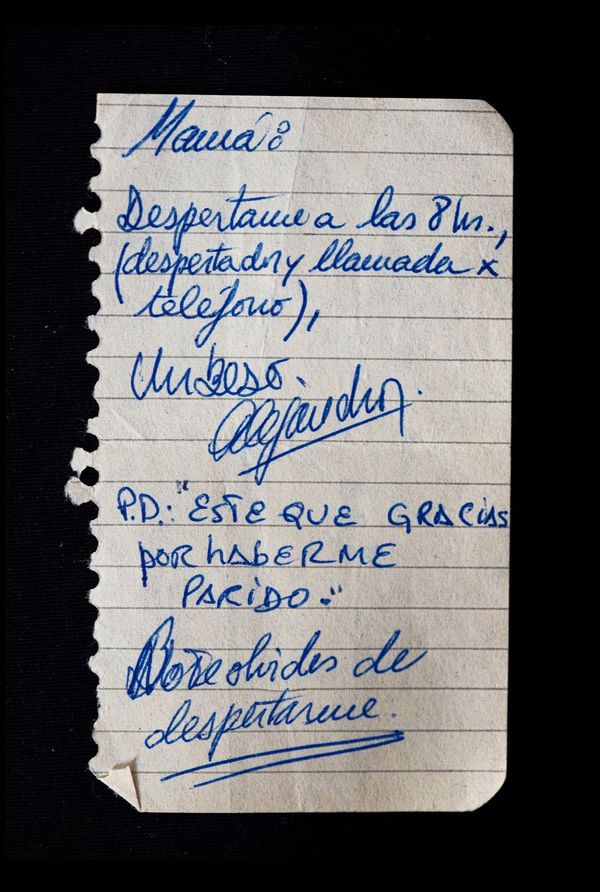 Mamá:
Despertame a las 8 hs.,
(despertador y llamada x
teléfono),
Un beso.
Alejandro.
P.D.: "ESTE QUE GRACIAS
POR HABERME
PARIDO."
No te olvides de
despertarme.